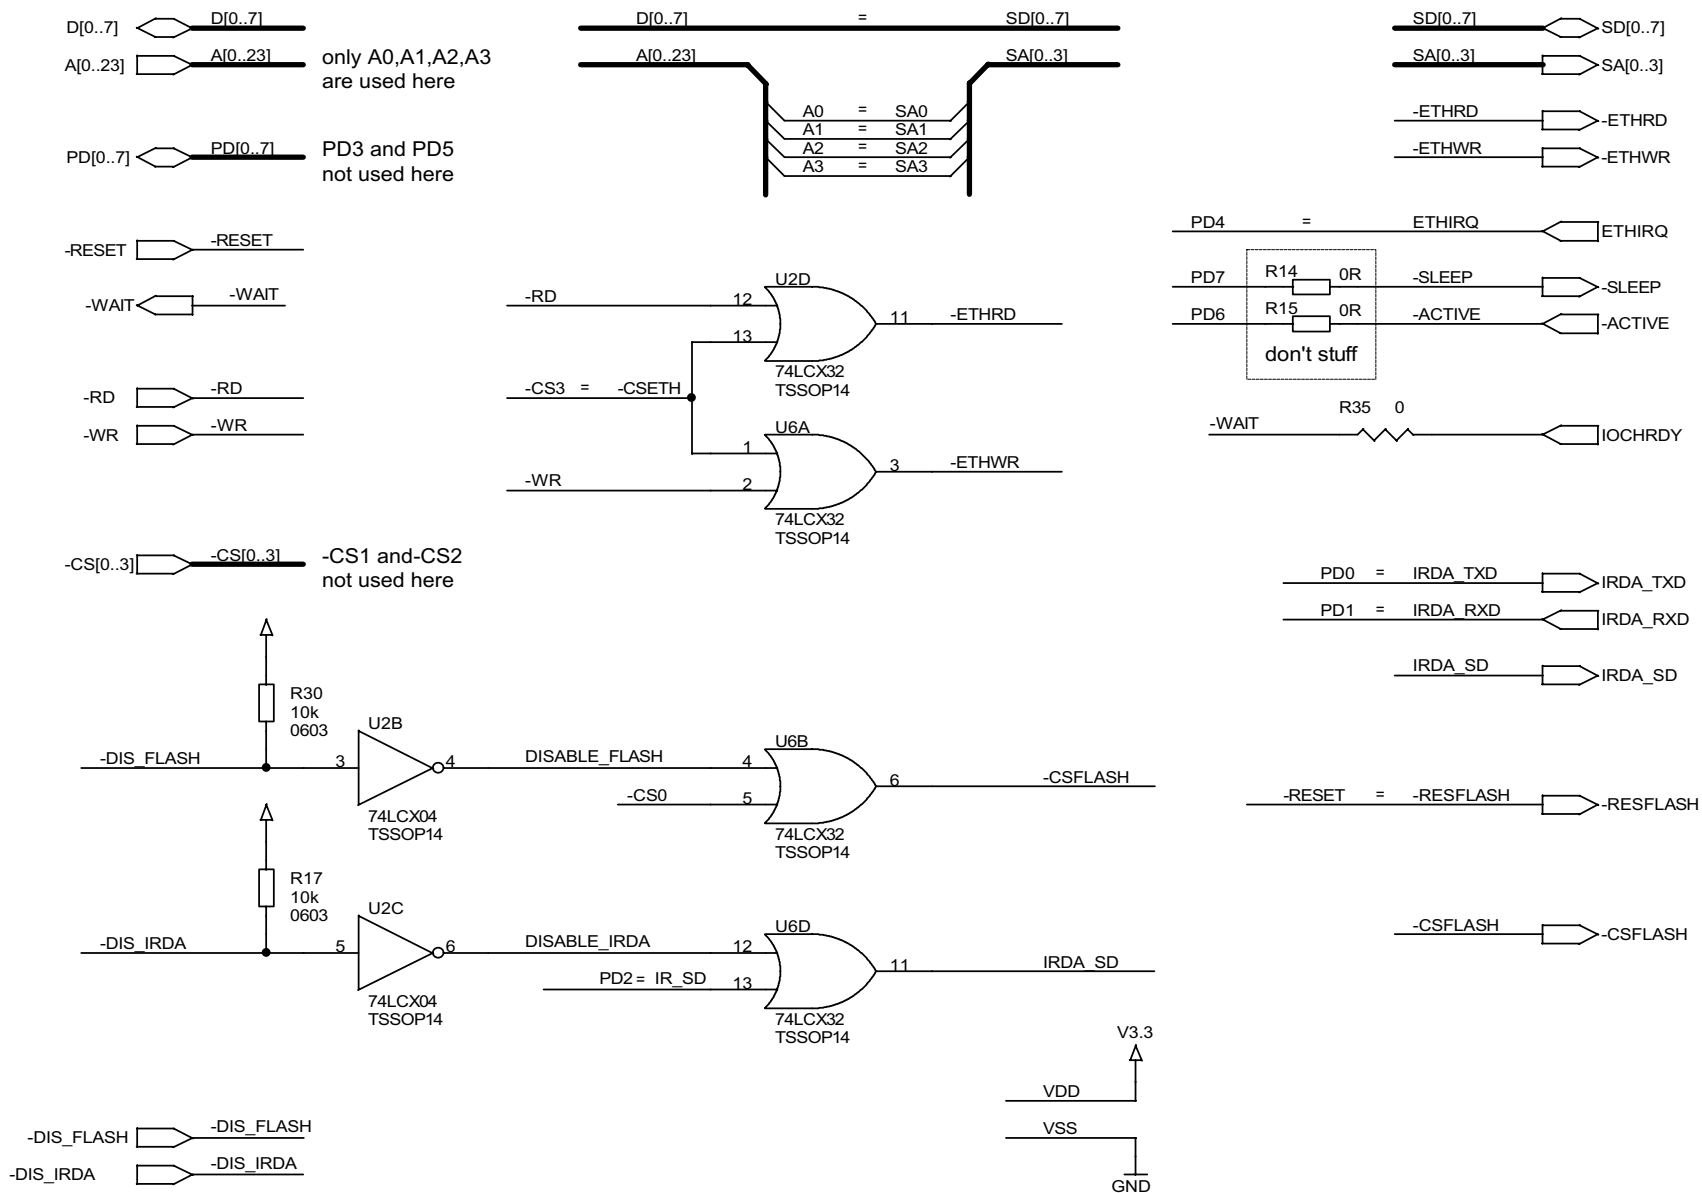 D[0..7] D[0..7]
A[0..23] A[0..23]
only A0,A1,A2,A3
are used here
PD[0..7] PD[0..7]
PD3 and PD5
not used here
-RESET -RESET
-WAIT -WAIT
-RD -RD
-WR -WR
-CS[0..3] -CS[0..3]
-CS1 and-CS2
not used here
D[0..7] = SD[0..7]
A[0..23] SA[0..3]
A0 = SA0
A1 = SA1
A2 = SA2
A3 = SA3
U2D
-RD 12
13
11 -ETHRD
74LCX32
TSSOP14
-CS3 = -CSETH
U6A
1
-WR 2
3 -ETHWR
74LCX32
TSSOP14
SD[0..7] SD[0..7]
SA[0..3] SA[0..3]
-ETHRD -ETHRD
-ETHWR -ETHWR
PD4 = ETHIRQ ETHIRQ
PD7 R14 0R -SLEEP -SLEEP
PD6 R15 0R -ACTIVE -ACTIVE
don't stuff
R35 0
-WAIT IOCHRDY
PD0 = IRDA_TXD IRDA_TXD
PD1 = IRDA_RXD IRDA_RXD
IRDA_SD IRDA_SD
R30
10k
0603
U2B
-DIS_FLASH 3 4 DISABLE_FLASH 4
74LCX04
TSSOP14
U6B
-CS0 5
6 -CSFLASH
74LCX32
TSSOP14
-RESET = -RESFLASH -RESFLASH
R17
10k
0603
U2C
-DIS_IRDA 5 6 DISABLE_IRDA 12
74LCX04
TSSOP14
U6D
PD2 = IR_SD 13
11 IRDA_SD
74LCX32
TSSOP14
-CSFLASH -CSFLASH
V3.3
VDD
VSS
GND
-DIS_FLASH -DIS_FLASH
-DIS_IRDA -DIS_IRDA